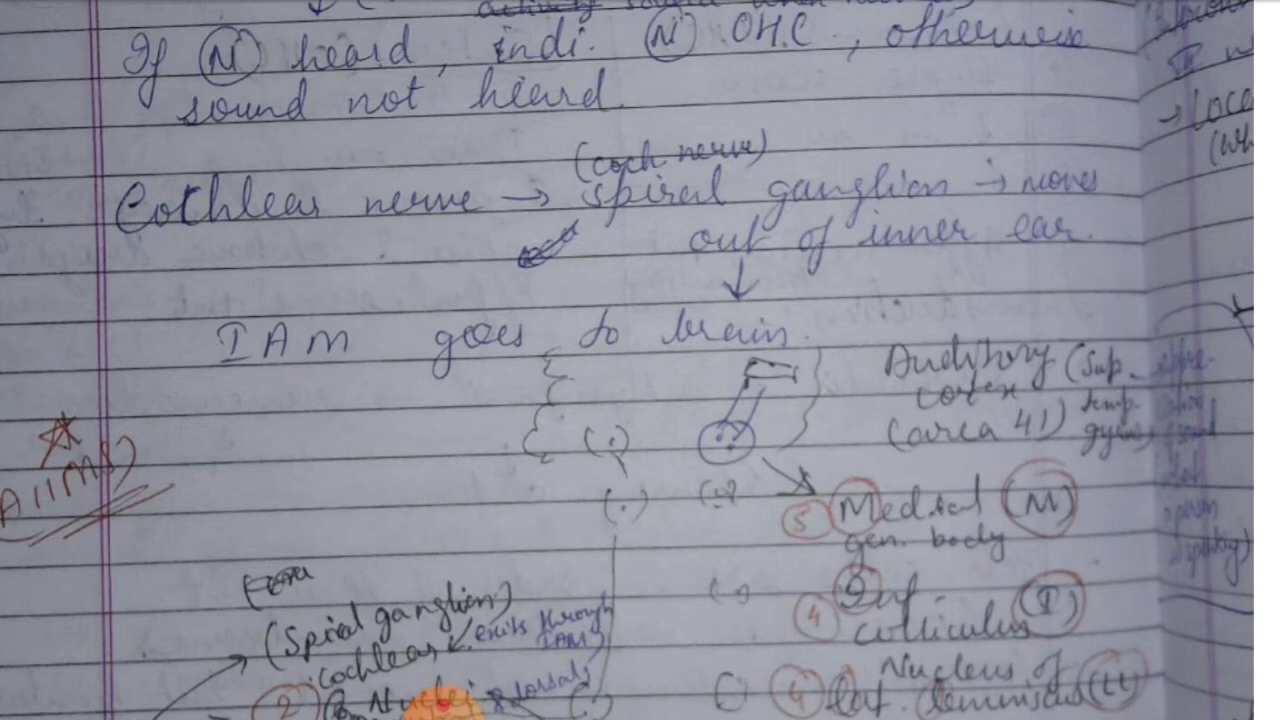 If (N) heard, indi. (N) OHC, otherwise
sound not heard.
(coch. nerve)
Cochlear nerve → spiral ganglion → moves
out of inner ear.
↓
IAM goes to brain.
Auditory (Sup.
cortex temp.
(area 41) gyrus)
AIIMS)
5 Medial (M)
gen. body
4 Inf (I)
colliculus
(Spiral ganglion)
cochlear ↙ exits through
IAM)
Nucleus of
4 lat. lemniscus (LL)
2 Nuclei & dorsal